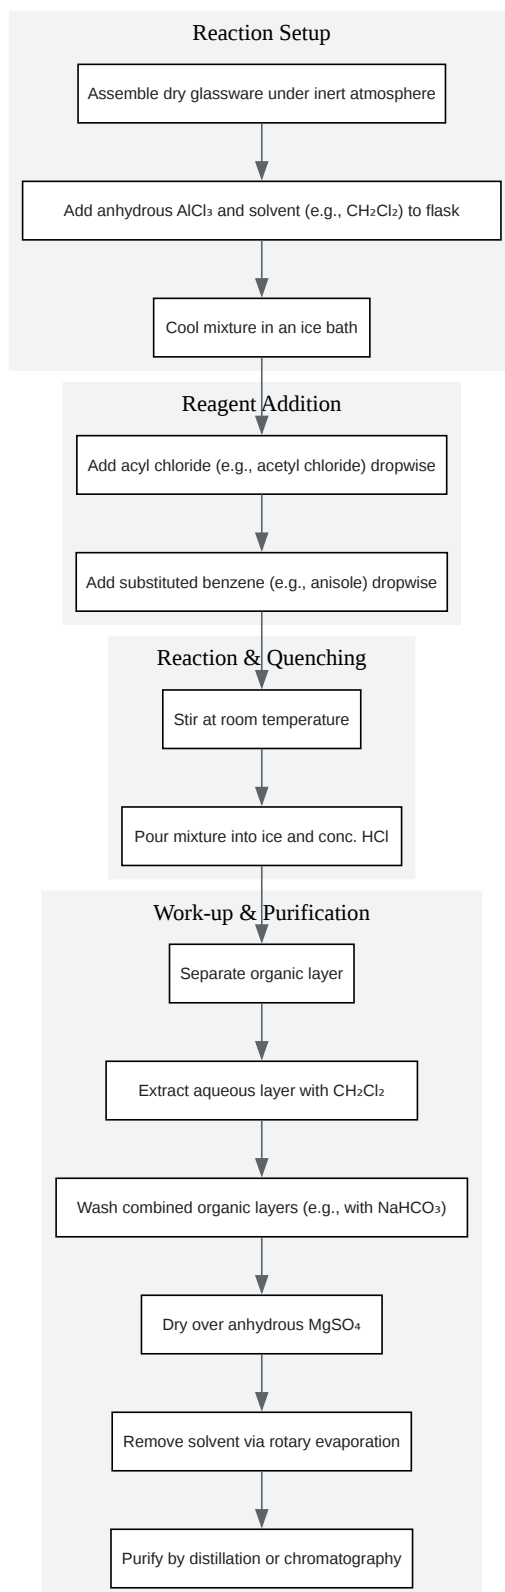 Reaction Setup
Assemble dry glassware under inert atmosphere
Add anhydrous AlCl₃ and solvent (e.g., CH₂Cl₂) to flask
Cool mixture in an ice bath
Reagent Addition
Add acyl chloride (e.g., acetyl chloride) dropwise
Add substituted benzene (e.g., anisole) dropwise
Reaction & Quenching
Stir at room temperature
Pour mixture into ice and conc. HCl
Work-up & Purification
Separate organic layer
Extract aqueous layer with CH₂Cl₂
Wash combined organic layers (e.g., with NaHCO₃)
Dry over anhydrous MgSO₄
Remove solvent via rotary evaporation
Purify by distillation or chromatography